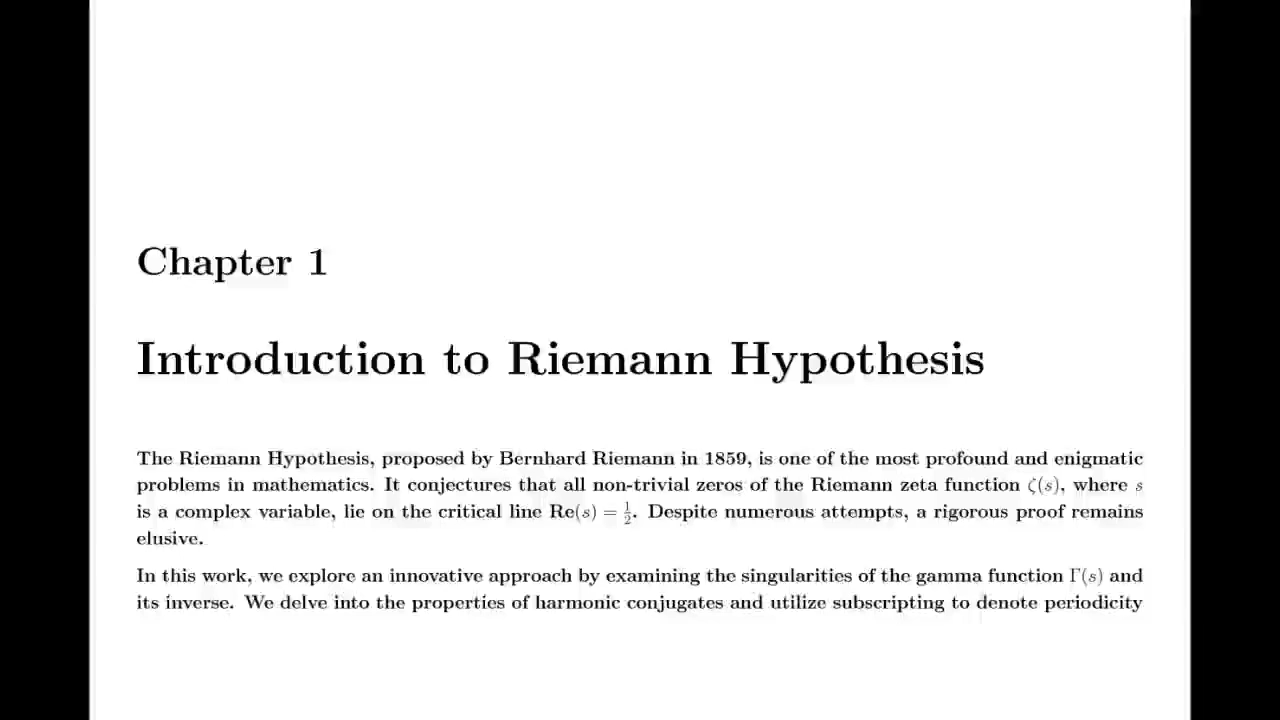 Chapter 1
Introduction to Riemann Hypothesis
The Riemann Hypothesis, proposed by Bernhard Riemann in 1859, is one of the most profound and enigmatic
problems in mathematics. It conjectures that all non-trivial zeros of the Riemann zeta function ζ(s), where s
is a complex variable, lie on the critical line Re(s) = 1/2. Despite numerous attempts, a rigorous proof remains
elusive.
In this work, we explore an innovative approach by examining the singularities of the gamma function Γ(s) and
its inverse. We delve into the properties of harmonic conjugates and utilize subscripting to denote periodicity